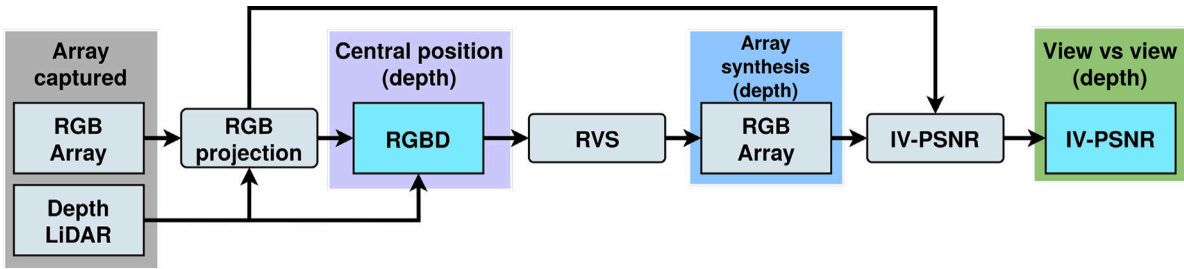 Array
captured
RGB
Array
Depth
LiDAR
RGB
projection
Central position
(depth)
RGBD
RVS
Array
synthesis
(depth)
RGB
Array
IV-PSNR
View vs view
(depth)
IV-PSNR